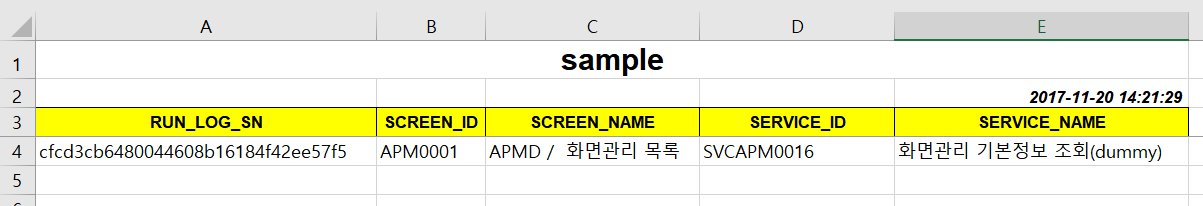 A B C D E
1 sample
2 2017-11-20 14:21:29
3 RUN_LOG_SN SCREEN_ID SCREEN_NAME SERVICE_ID SERVICE_NAME
4 cfcd3cb6480044608b16184f42ee57f5 APM0001 APMD / 화면관리 목록 SVCAPM0016 화면관리 기본정보 조회(dummy)
5
6